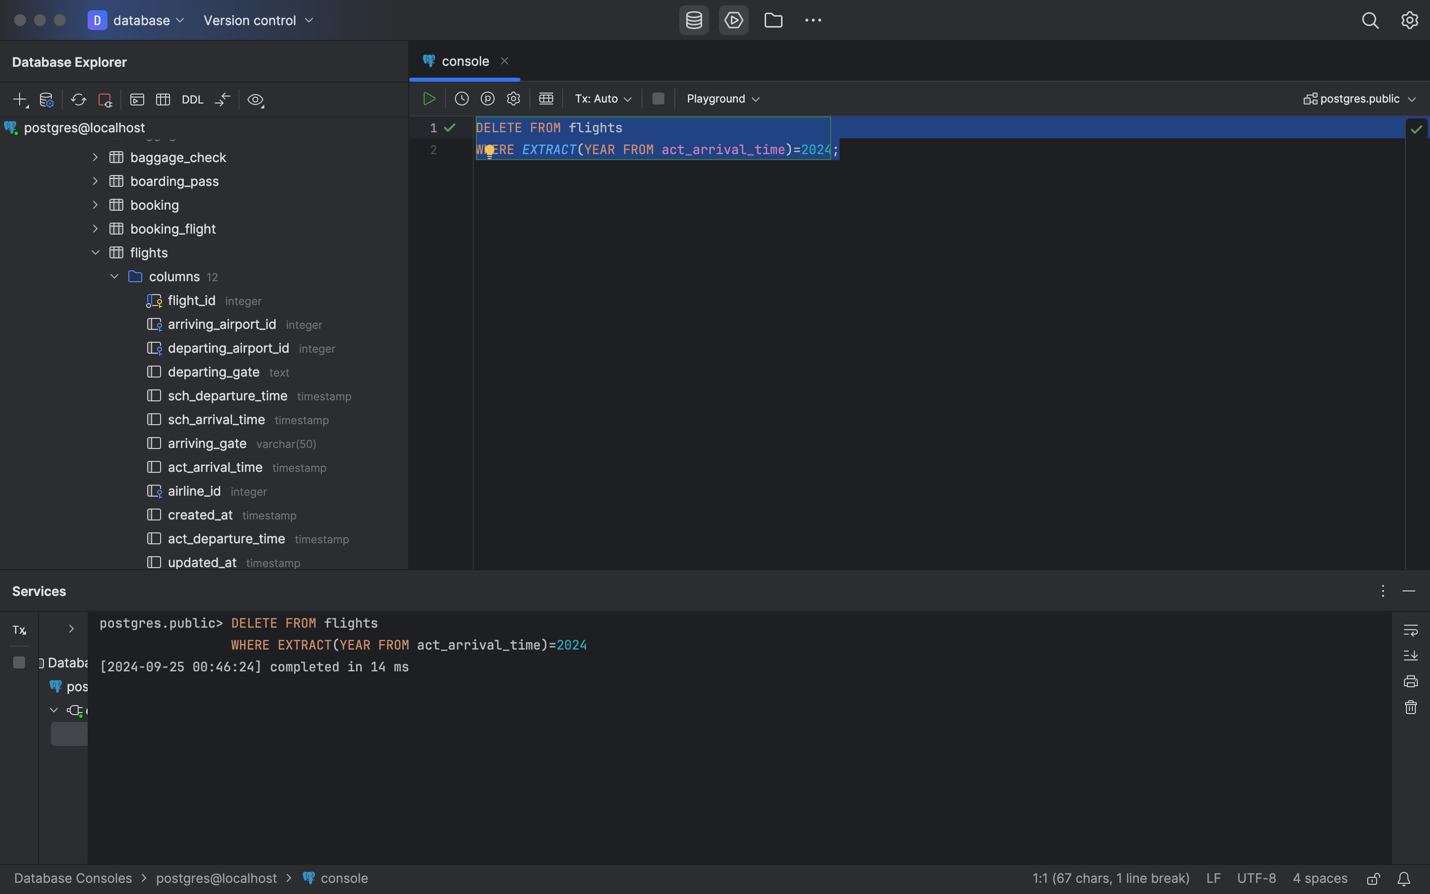 D database Version control
Database Explorer
DDL
postgres@localhost
baggage_check
boarding_pass
booking
booking_flight
flights
columns 12
flight_id integer
arriving_airport_id integer
departing_airport_id integer
departing_gate text
sch_departure_time timestamp
sch_arrival_time timestamp
arriving_gate varchar(50)
act_arrival_time timestamp
airline_id integer
created_at timestamp
act_departure_time timestamp
updated_at timestamp
console
Tx: Auto Playground postgres.public
1 DELETE FROM flights
2 WHERE EXTRACT(YEAR FROM act_arrival_time)=2024;
Services
Tx
Databa
pos
postgres.public> DELETE FROM flights
WHERE EXTRACT(YEAR FROM act_arrival_time)=2024
[2024-09-25 00:46:24] completed in 14 ms
Database Consoles > postgres@localhost > console 1:1 (67 chars, 1 line break) LF UTF-8 4 spaces